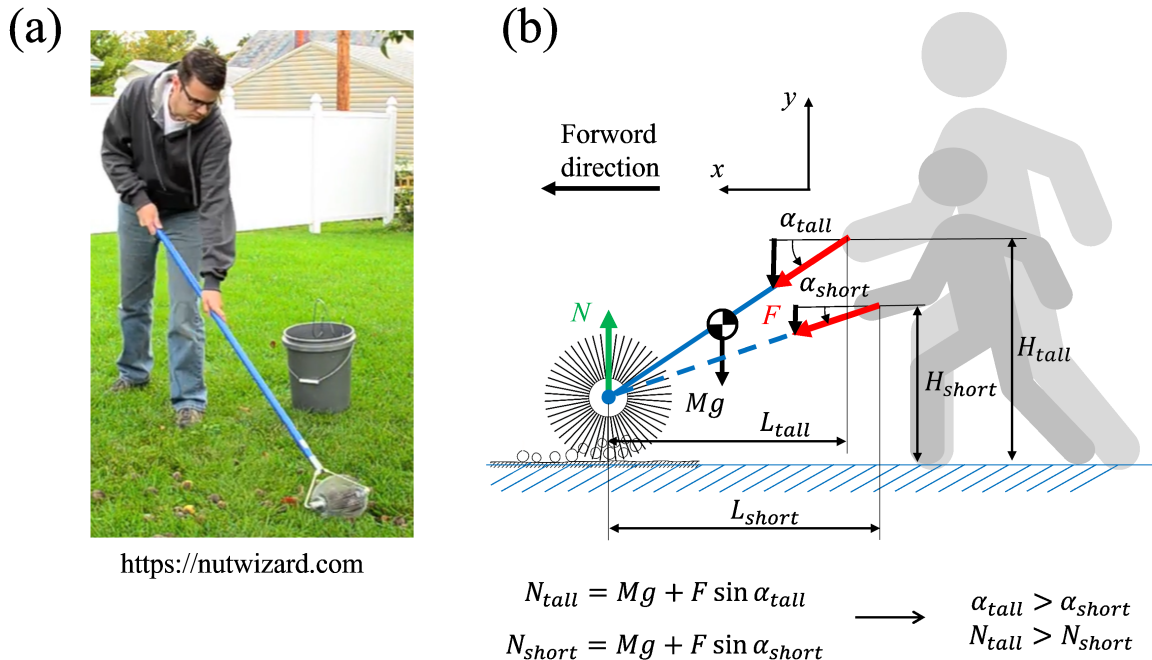 (a)
https://nutwizard.com
(b)
Forword
direction
y
x
α_tall
α_short
N
F
Mg
H_tall
H_short
L_tall
L_short
N_tall = Mg + F sin α_tall
N_short = Mg + F sin α_short
α_tall > α_short
N_tall > N_short